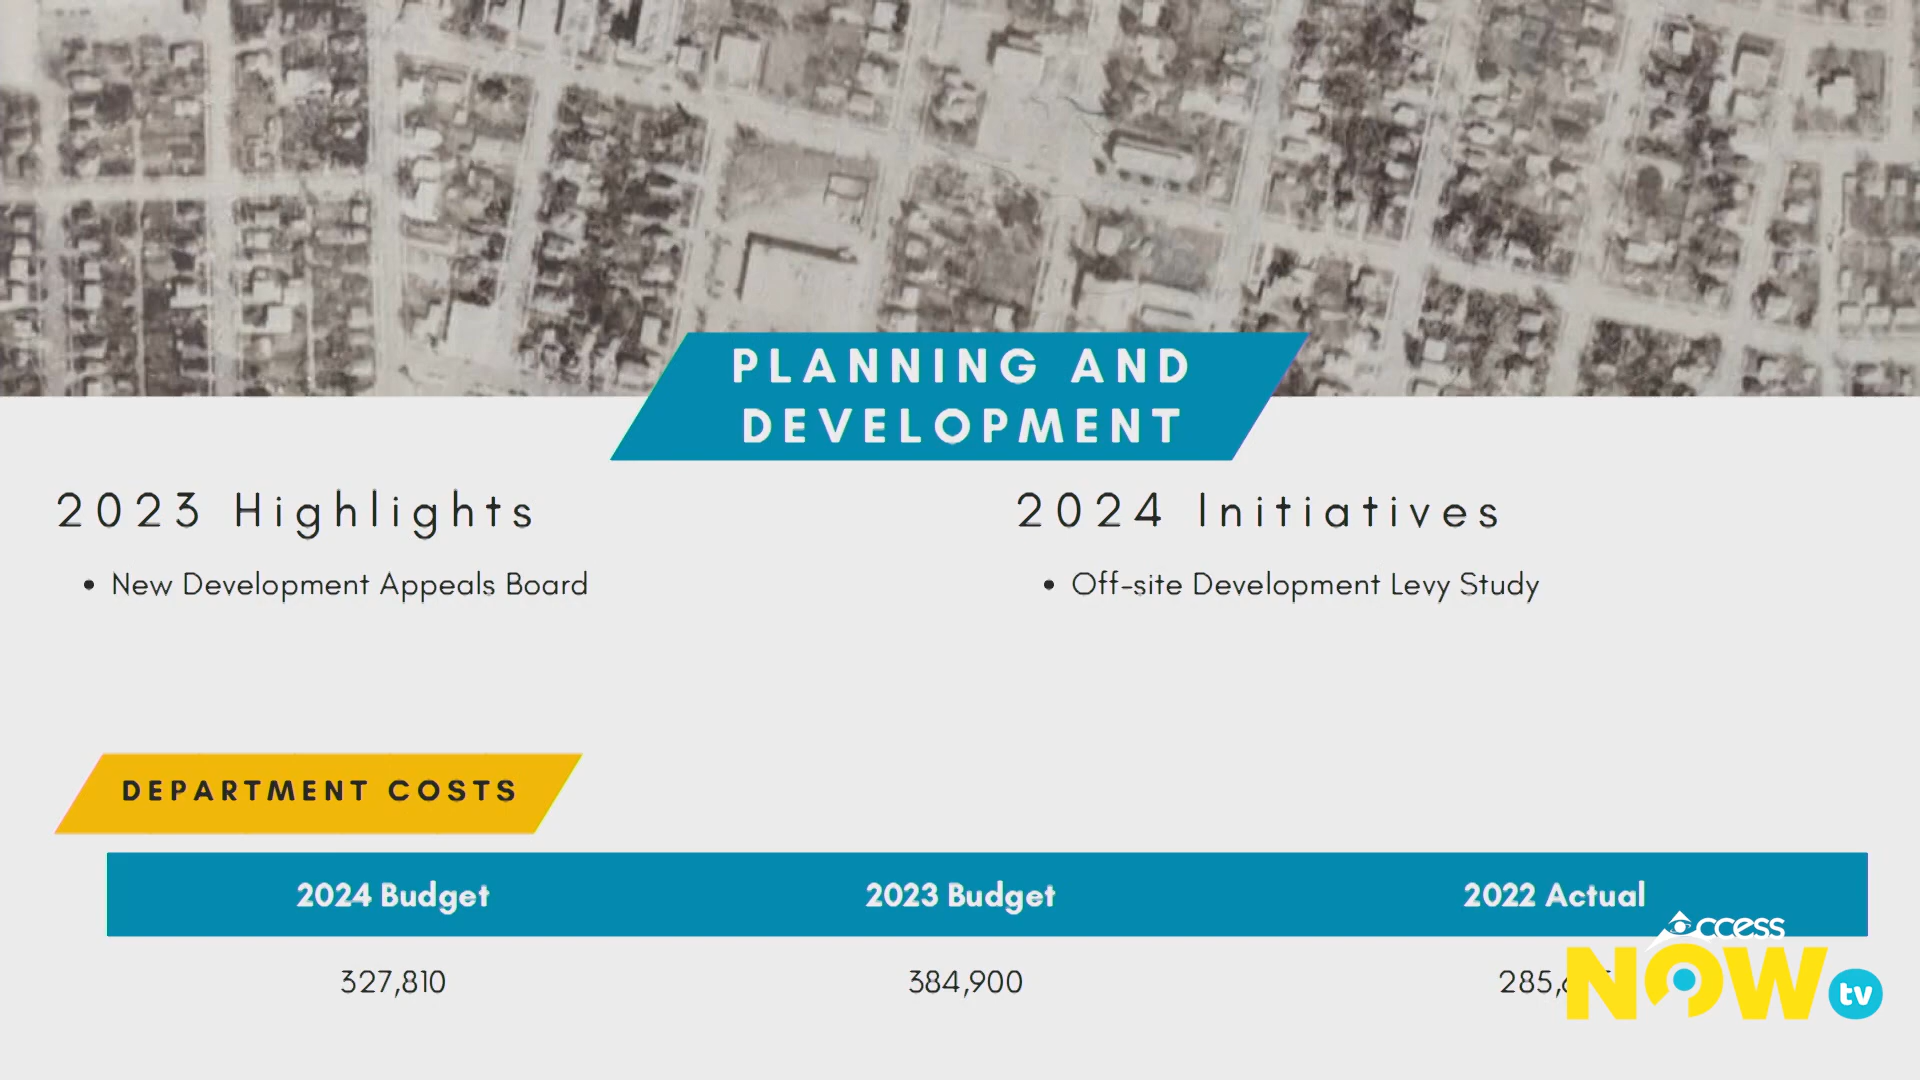 PLANNING AND
DEVELOPMENT
2023 Highlights
• New Development Appeals Board
2024 Initiatives
• Off-site Development Levy Study
DEPARTMENT COSTS
2024 Budget 2023 Budget 2022 Actual
327,810 384,900
ccess
NOW tv